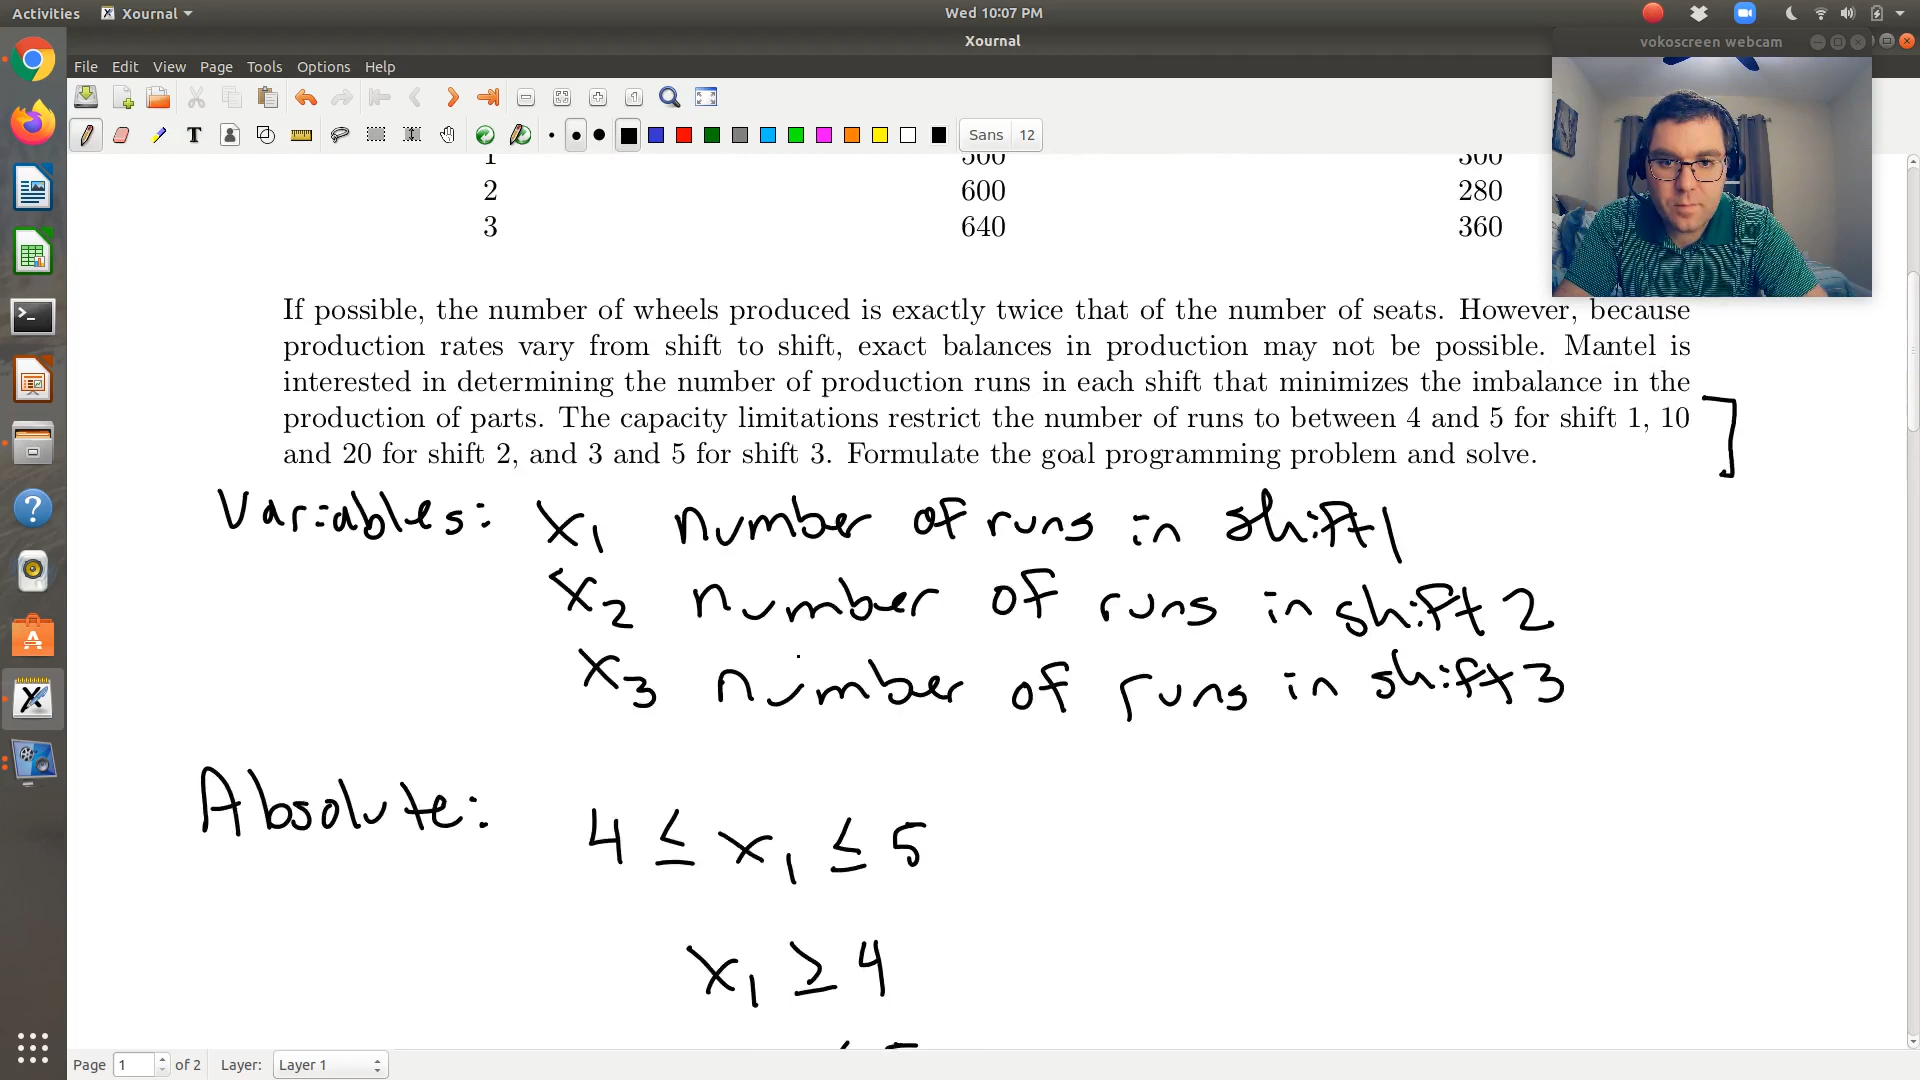 Activities Xournal Wed 10:07 PM
Xournal
vokoscreen webcam
File Edit View Page Tools Options Help
Sans 12
1 500 300
2 600 280
3 640 360
If possible, the number of wheels produced is exactly twice that of the number of seats. However, because
production rates vary from shift to shift, exact balances in production may not be possible. Mantel is
interested in determining the number of production runs in each shift that minimizes the imbalance in the
production of parts. The capacity limitations restrict the number of runs to between 4 and 5 for shift 1, 10
and 20 for shift 2, and 3 and 5 for shift 3. Formulate the goal programming problem and solve.
Variables: x₁ number of runs in shift 1
x₂ number of runs in shift 2
x₃ number of runs in shift 3
Absolute: 4 ≤ x₁ ≤ 5
x₁ ≥ 4
Page 1 of 2 Layer: Layer 1